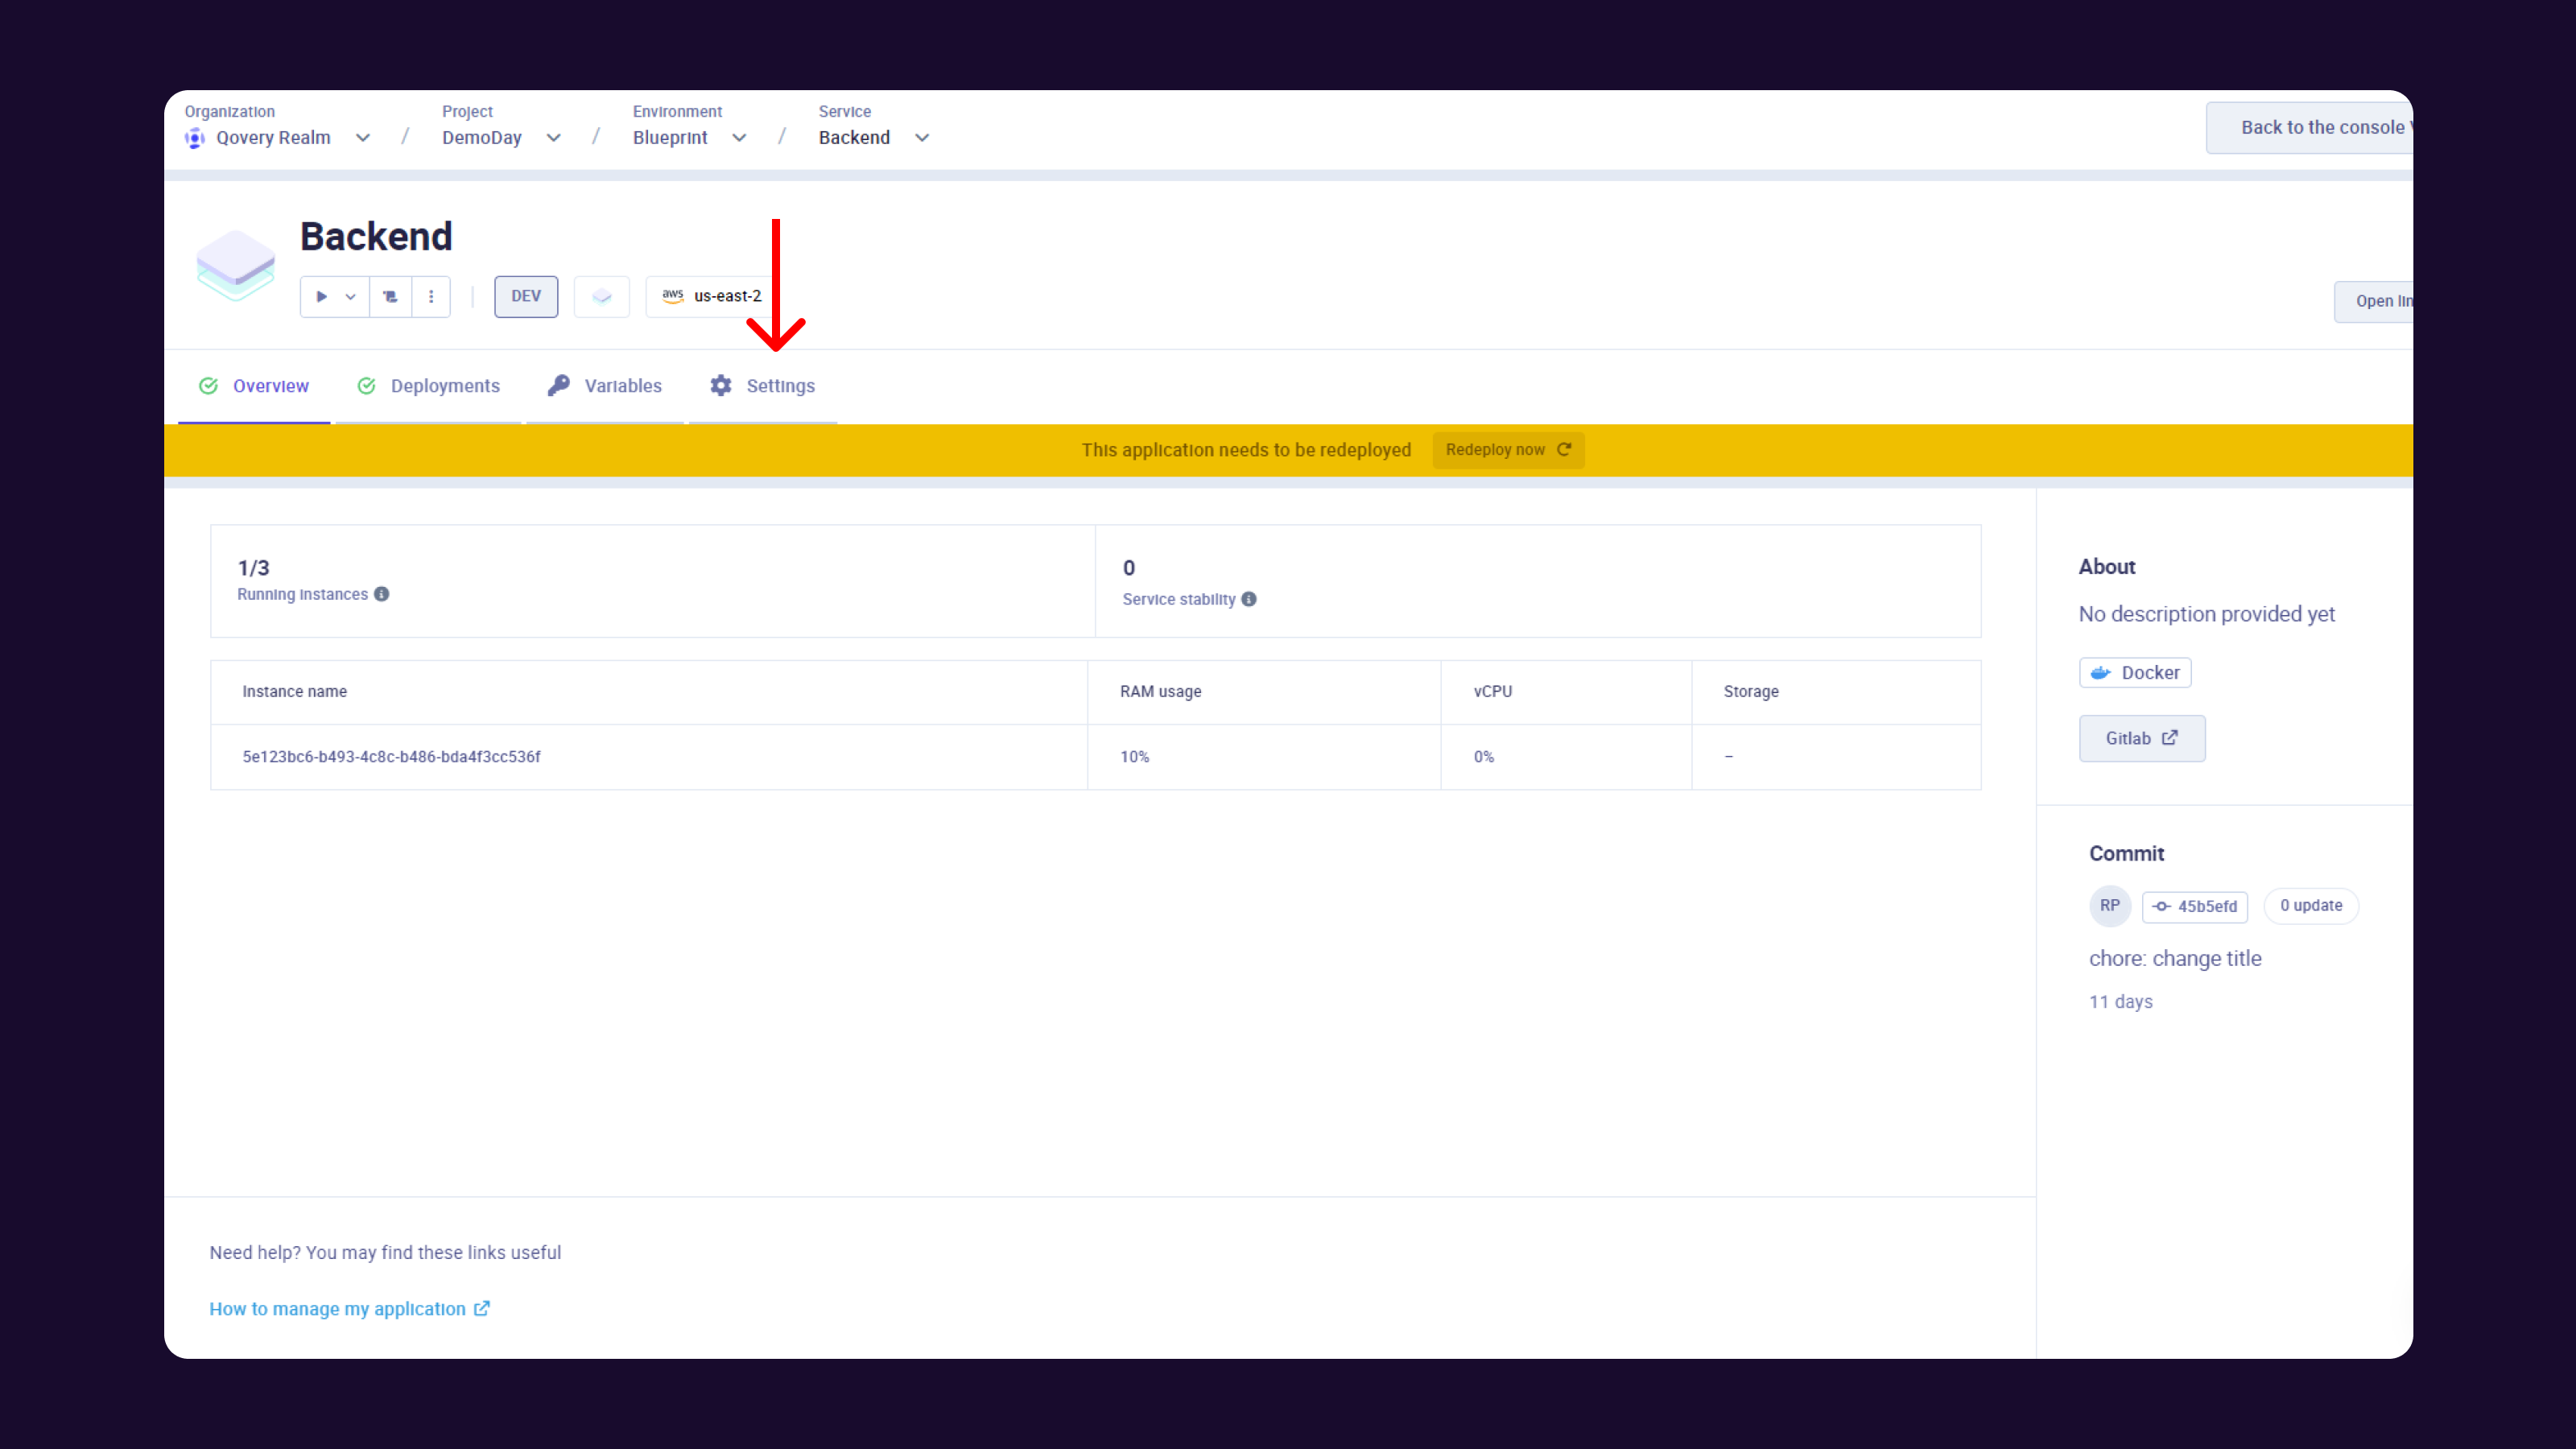 Organization Project Environment Service
Qovery Realm / DemoDay / Blueprint / Backend
Back to the console
Backend
DEV aws us-east-2
Open
Overview Deployments Variables Settings
This application needs to be redeployed Redeploy now
1/3
Running instances
0
Service stability
Instance name RAM usage vCPU Storage
5e123bc6-b493-4c8c-b486-bda4f3cc536f 10% 0% –
About
No description provided yet
Docker
Gitlab
Commit
RP 45b5efd 0 update
chore: change title
11 days
Need help? You may find these links useful
How to manage my application